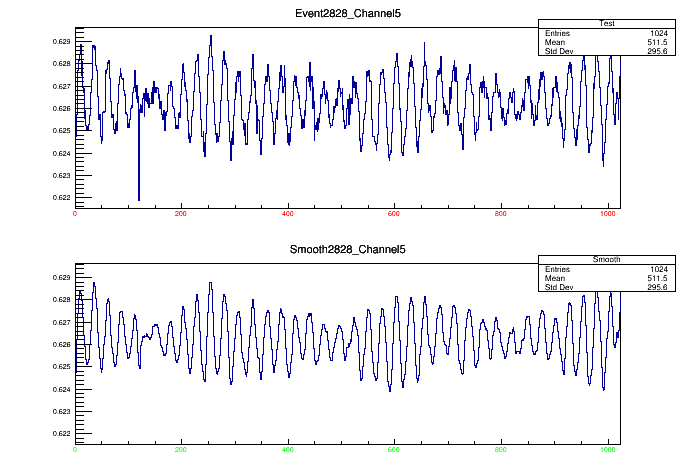 Event2828_Channel5
Test
Entries 1024
Mean 511.5
Std Dev 295.6
0.629
0.628
0.627
0.626
0.625
0.624
0.623
0.622
0 200 400 600 800 1000
Smooth2828_Channel5
Smooth
Entries 1024
Mean 511.5
Std Dev 295.6
0.629
0.628
0.627
0.626
0.625
0.624
0.623
0.622
0 200 400 600 800 1000